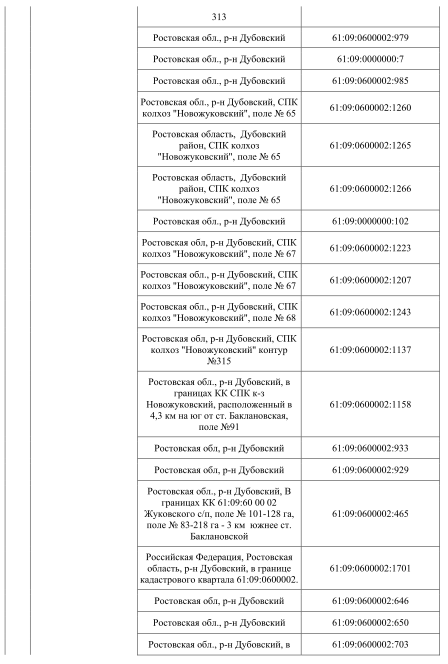 313
Ростовская обл., р-н Дубовский 61:09:0600002:979
Ростовская обл., р-н Дубовский 61:09:0000000:7
Ростовская обл., р-н Дубовский 61:09:0600002:985
Ростовская обл., р-н Дубовский, СПК
колхоз "Новожуковский", поле № 65
61:09:0600002:1260
Ростовская область, Дубовский
район, СПК колхоз
"Новожуковский", поле № 65
61:09:0600002:1265
Ростовская область, Дубовский
район, СПК колхоз
"Новожуковский", поле № 65
61:09:0600002:1266
Ростовская обл., р-н Дубовский 61:09:0000000:102
Ростовская обл, р-н Дубовский, СПК
колхоз "Новожуковский", поле № 67
61:09:0600002:1223
Ростовская обл., р-н Дубовский, СПК
колхоз "Новожуковский", поле № 67
61:09:0600002:1207
Ростовская обл., р-н Дубовский, СПК
колхоз "Новожуковский", поле № 68
61:09:0600002:1243
Ростовская обл, р-н Дубовский, СПК
колхоз "Новожуковский" контур
№315
61:09:0600002:1137
Ростовская обл., р-н Дубовский, в
границах КК СПК к-з
Новожуковский, расположенный в
4,3 км на юг от ст. Баклановская,
поле №91
61:09:0600002:1158
Ростовская обл, р-н Дубовский 61:09:0600002:933
Ростовская обл, р-н Дубовский 61:09:0600002:929
Ростовская обл., р-н Дубовский, В
границах КК 61:09:60 00 02
Жуковского с/п, поле № 101-128 га,
поле № 83-218 га - 3 км южнее ст.
Баклановской
61:09:0600002:465
Российская Федерация, Ростовская
область, р-н Дубовский, в границе
кадастрового квартала 61:09:0600002.
61:09:0600002:1701
Ростовская обл, р-н Дубовский 61:09:0600002:646
Ростовская обл., р-н Дубовский 61:09:0600002:650
Ростовская обл., р-н Дубовский, в 61:09:0600002:703